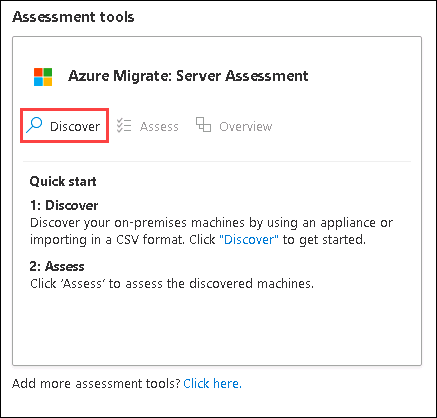 Assessment tools
Azure Migrate: Server Assessment
Discover Assess Overview
Quick start
1: Discover
Discover your on-premises machines by using an appliance or
importing in a CSV format. Click "Discover" to get started.
2: Assess
Click ‘Assess’ to assess the discovered machines.
Add more assessment tools? Click here.